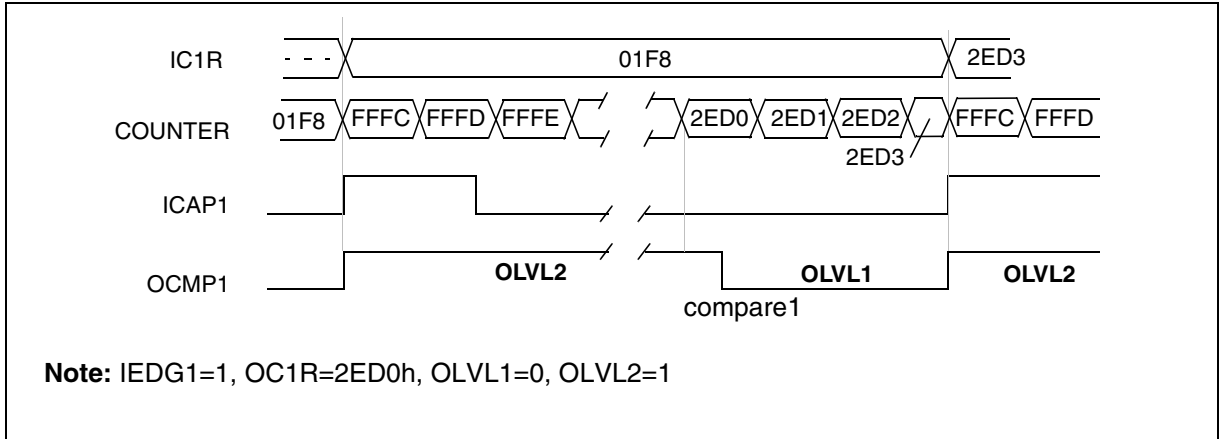 IC1R - - - 01F8 2ED3
COUNTER 01F8 FFFC FFFD FFFE 2ED0 2ED1 2ED2 FFFC FFFD
2ED3
ICAP1
OCMP1 OLVL2 OLVL1 OLVL2
compare1
Note: IEDG1=1, OC1R=2ED0h, OLVL1=0, OLVL2=1